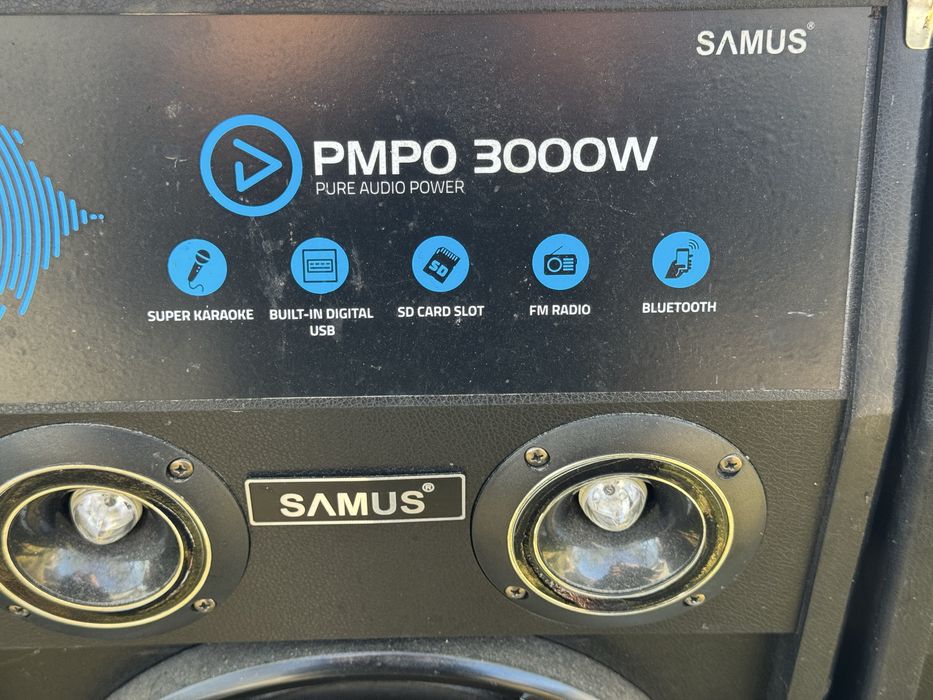 SAMUS®
PMPO 3000W
PURE AUDIO POWER
SD
SUPER KARAOKE
BUILT-IN DIGITAL
USB
SD CARD SLOT
FM RADIO
BLUETOOTH
SAMUS®